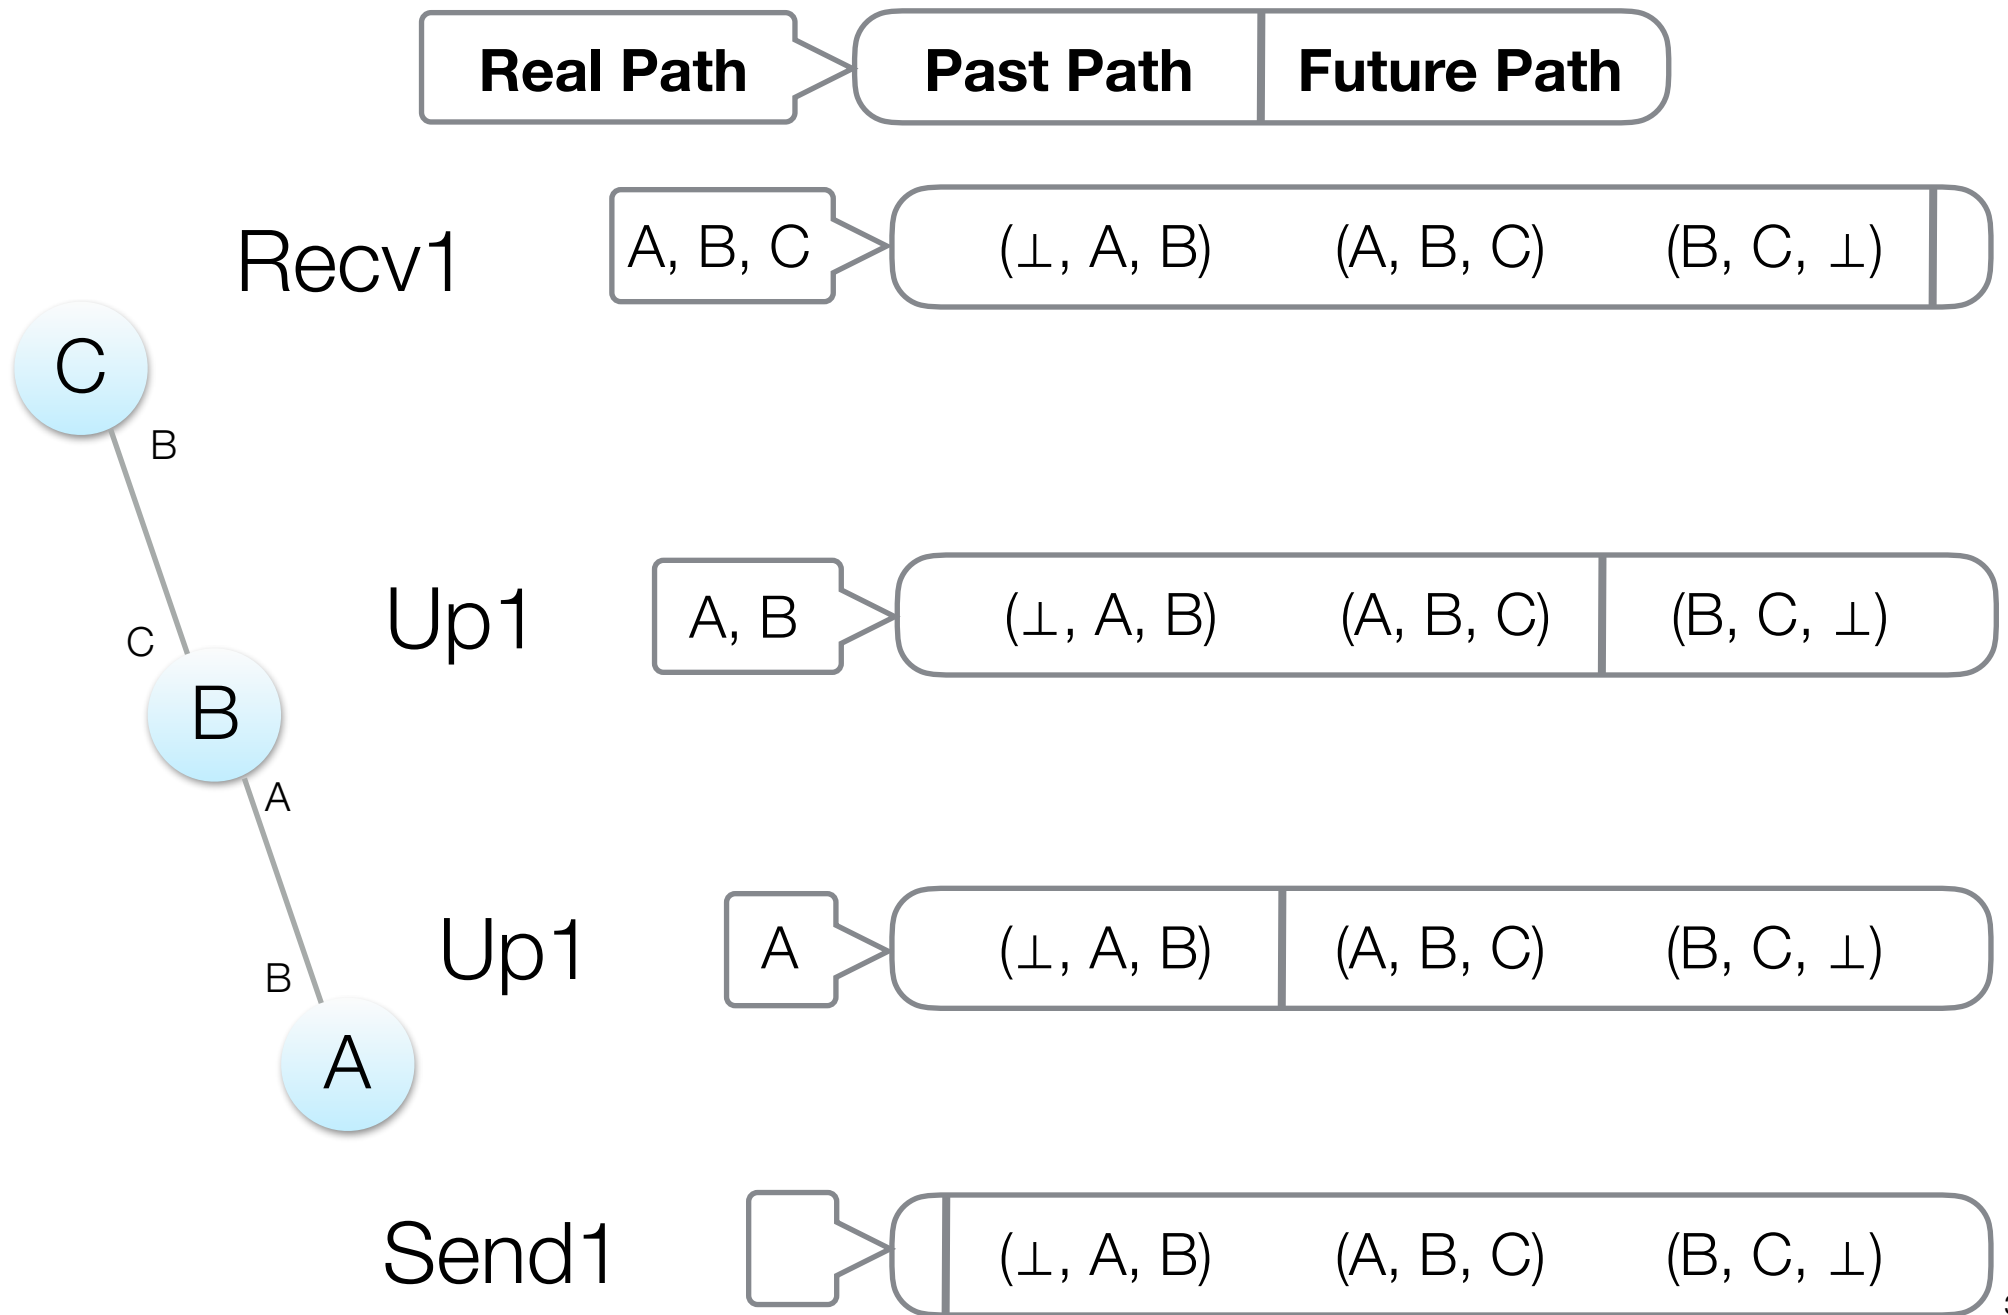 Real Path Past Path Future Path
Recv1 A, B, C (⊥, A, B) (A, B, C) (B, C, ⊥)
C
B
Up1 A, B (⊥, A, B) (A, B, C) (B, C, ⊥)
C
B
A
Up1 A (⊥, A, B) (A, B, C) (B, C, ⊥)
B
A
Send1 (⊥, A, B) (A, B, C) (B, C, ⊥)